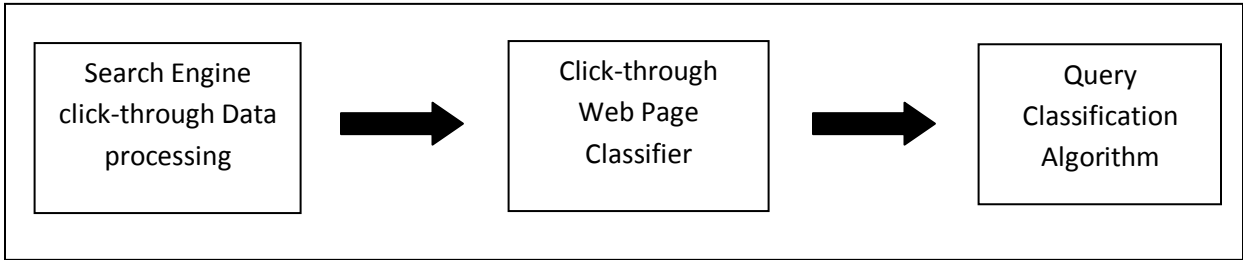 Search Engine
click-through Data
processing
Click-through
Web Page
Classifier
Query
Classification
Algorithm